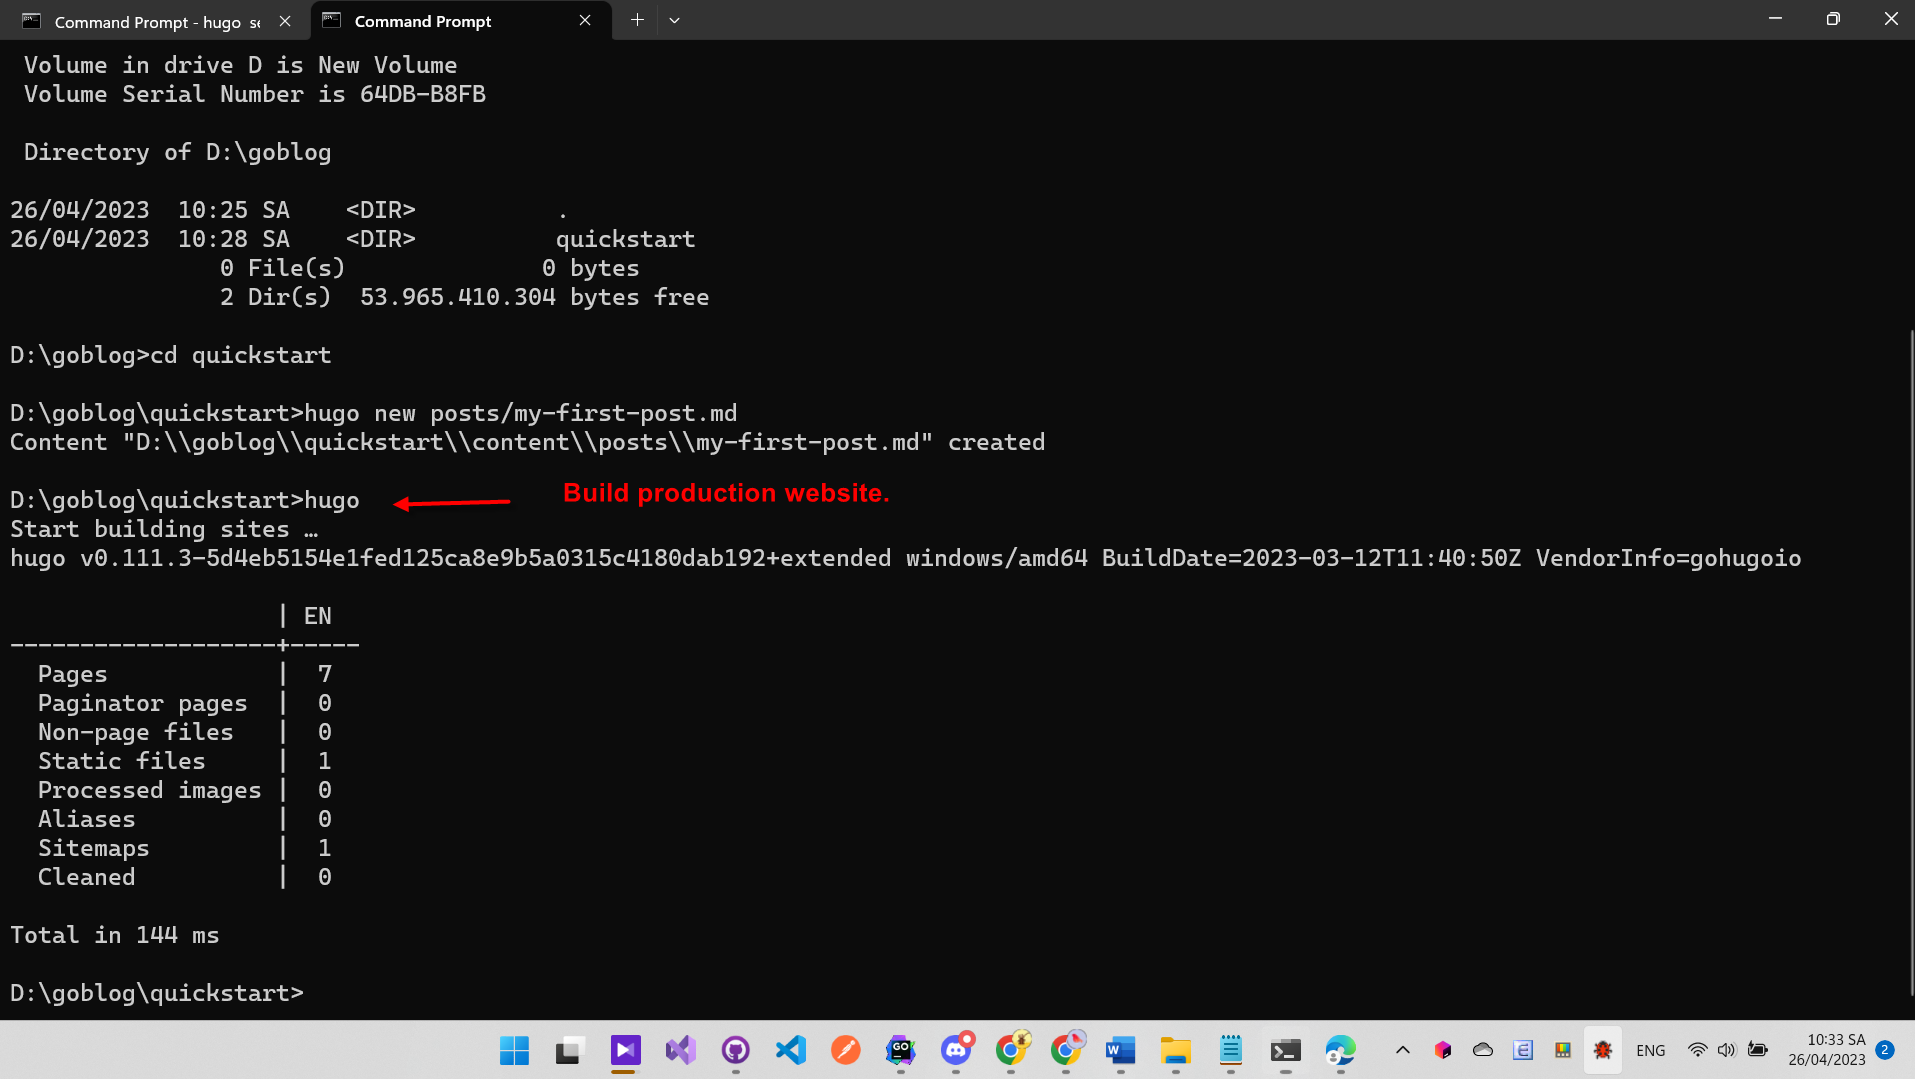 Command Prompt - hugo se
Command Prompt
Volume in drive D is New Volume
Volume Serial Number is 64DB-B8FB
Directory of D:\goblog
26/04/2023  10:25 SA    <DIR>          .
26/04/2023  10:28 SA    <DIR>          quickstart
0 File(s)              0 bytes
2 Dir(s)  53.965.410.304 bytes free
D:\goblog>cd quickstart
D:\goblog\quickstart>hugo new posts/my-first-post.md
Content "D:\\goblog\\quickstart\\content\\posts\\my-first-post.md" created
D:\goblog\quickstart>hugo
Build production website.
Start building sites …
hugo v0.111.3-5d4eb5154e1fed125ca8e9b5a0315c4180dab192+extended windows/amd64 BuildDate=2023-03-12T11:40:50Z VendorInfo=gohugoio
                   | EN
-------------------+-----
  Pages            |  7
  Paginator pages  |  0
  Non-page files   |  0
  Static files     |  1
  Processed images |  0
  Aliases          |  0
  Sitemaps         |  1
  Cleaned          |  0
Total in 144 ms
D:\goblog\quickstart>
GO
W
E
ENG
10:33 SA
26/04/2023
2